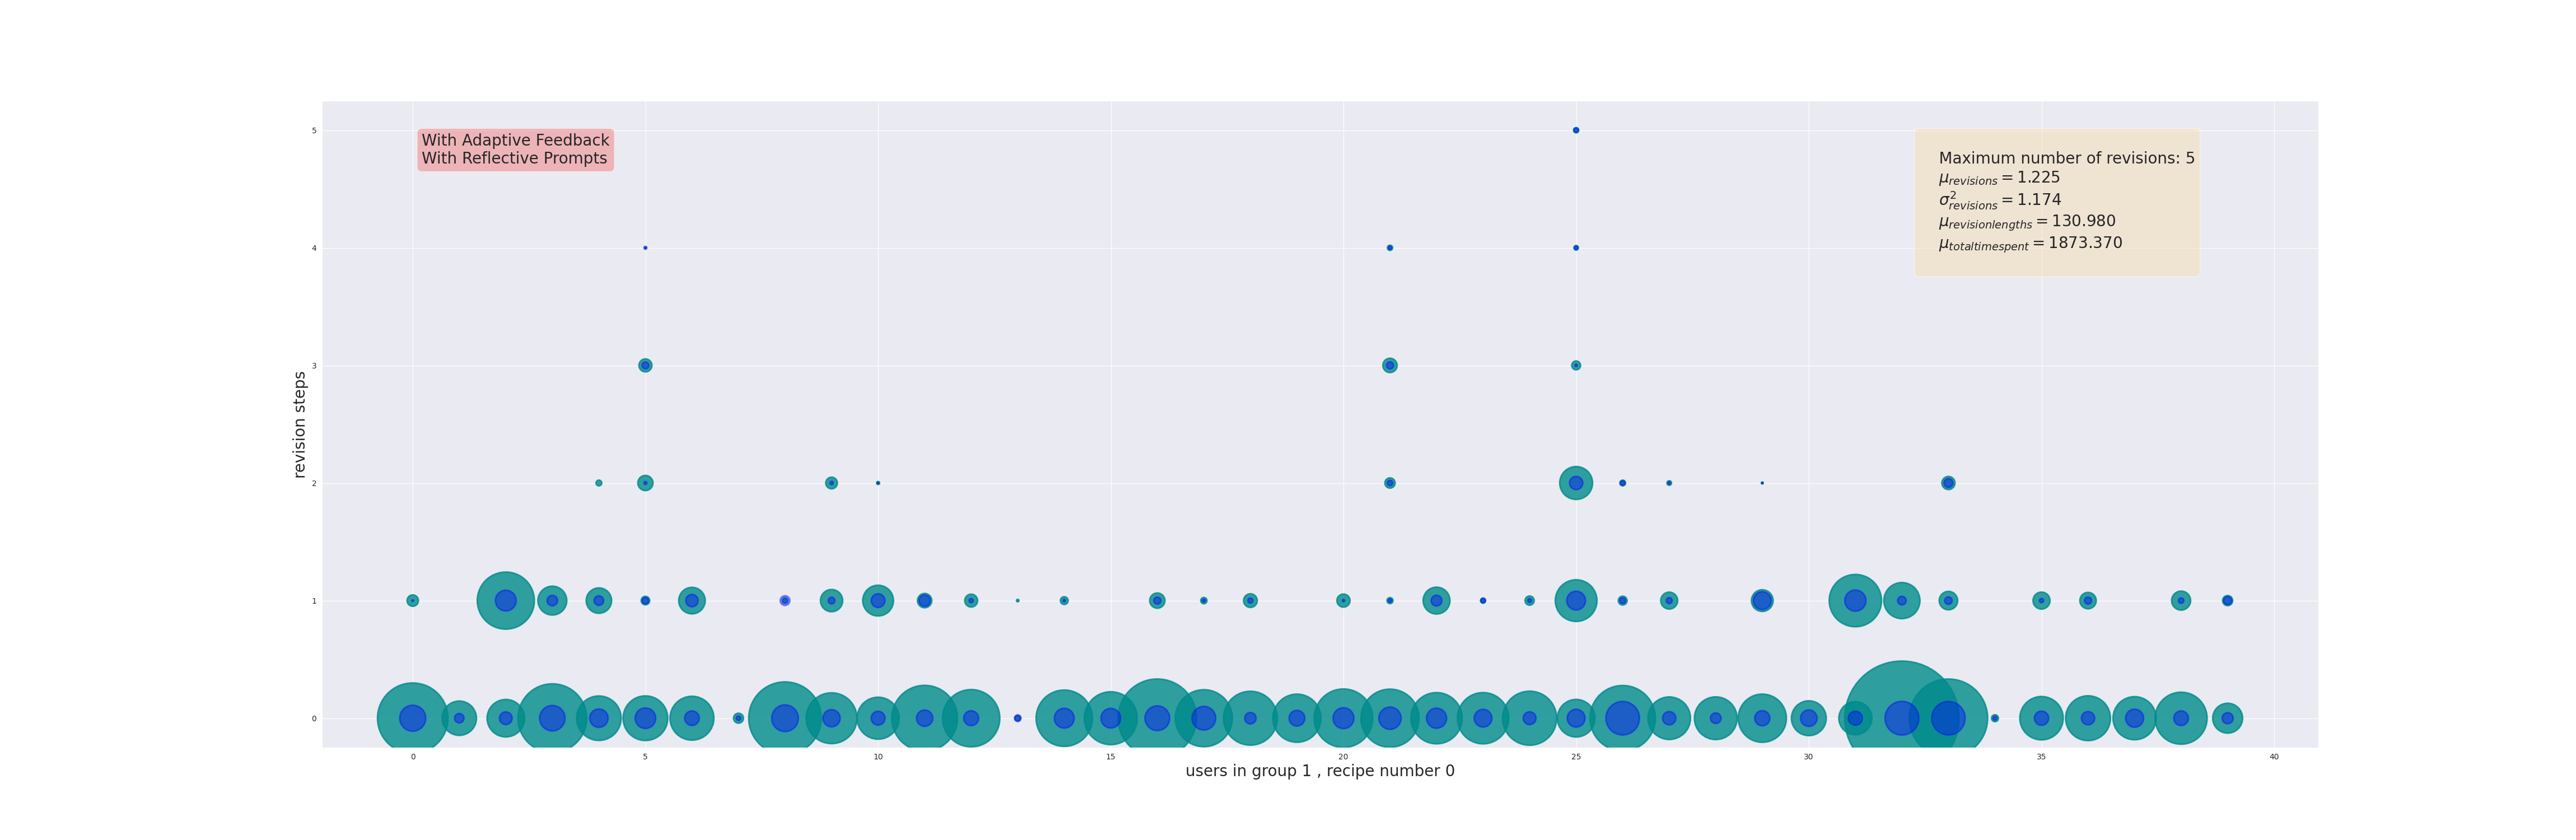 With Adaptive Feedback
With Reflective Prompts
Maximum number of revisions: 5
μrevisions = 1.225
σ²revisions = 1.174
μrevisionlengths = 130.980
μtotaltimespent = 1873.370
revision steps
5
4
3
2
1
0
0 5 10 15 20 25 30 35 40
users in group 1 , recipe number 0